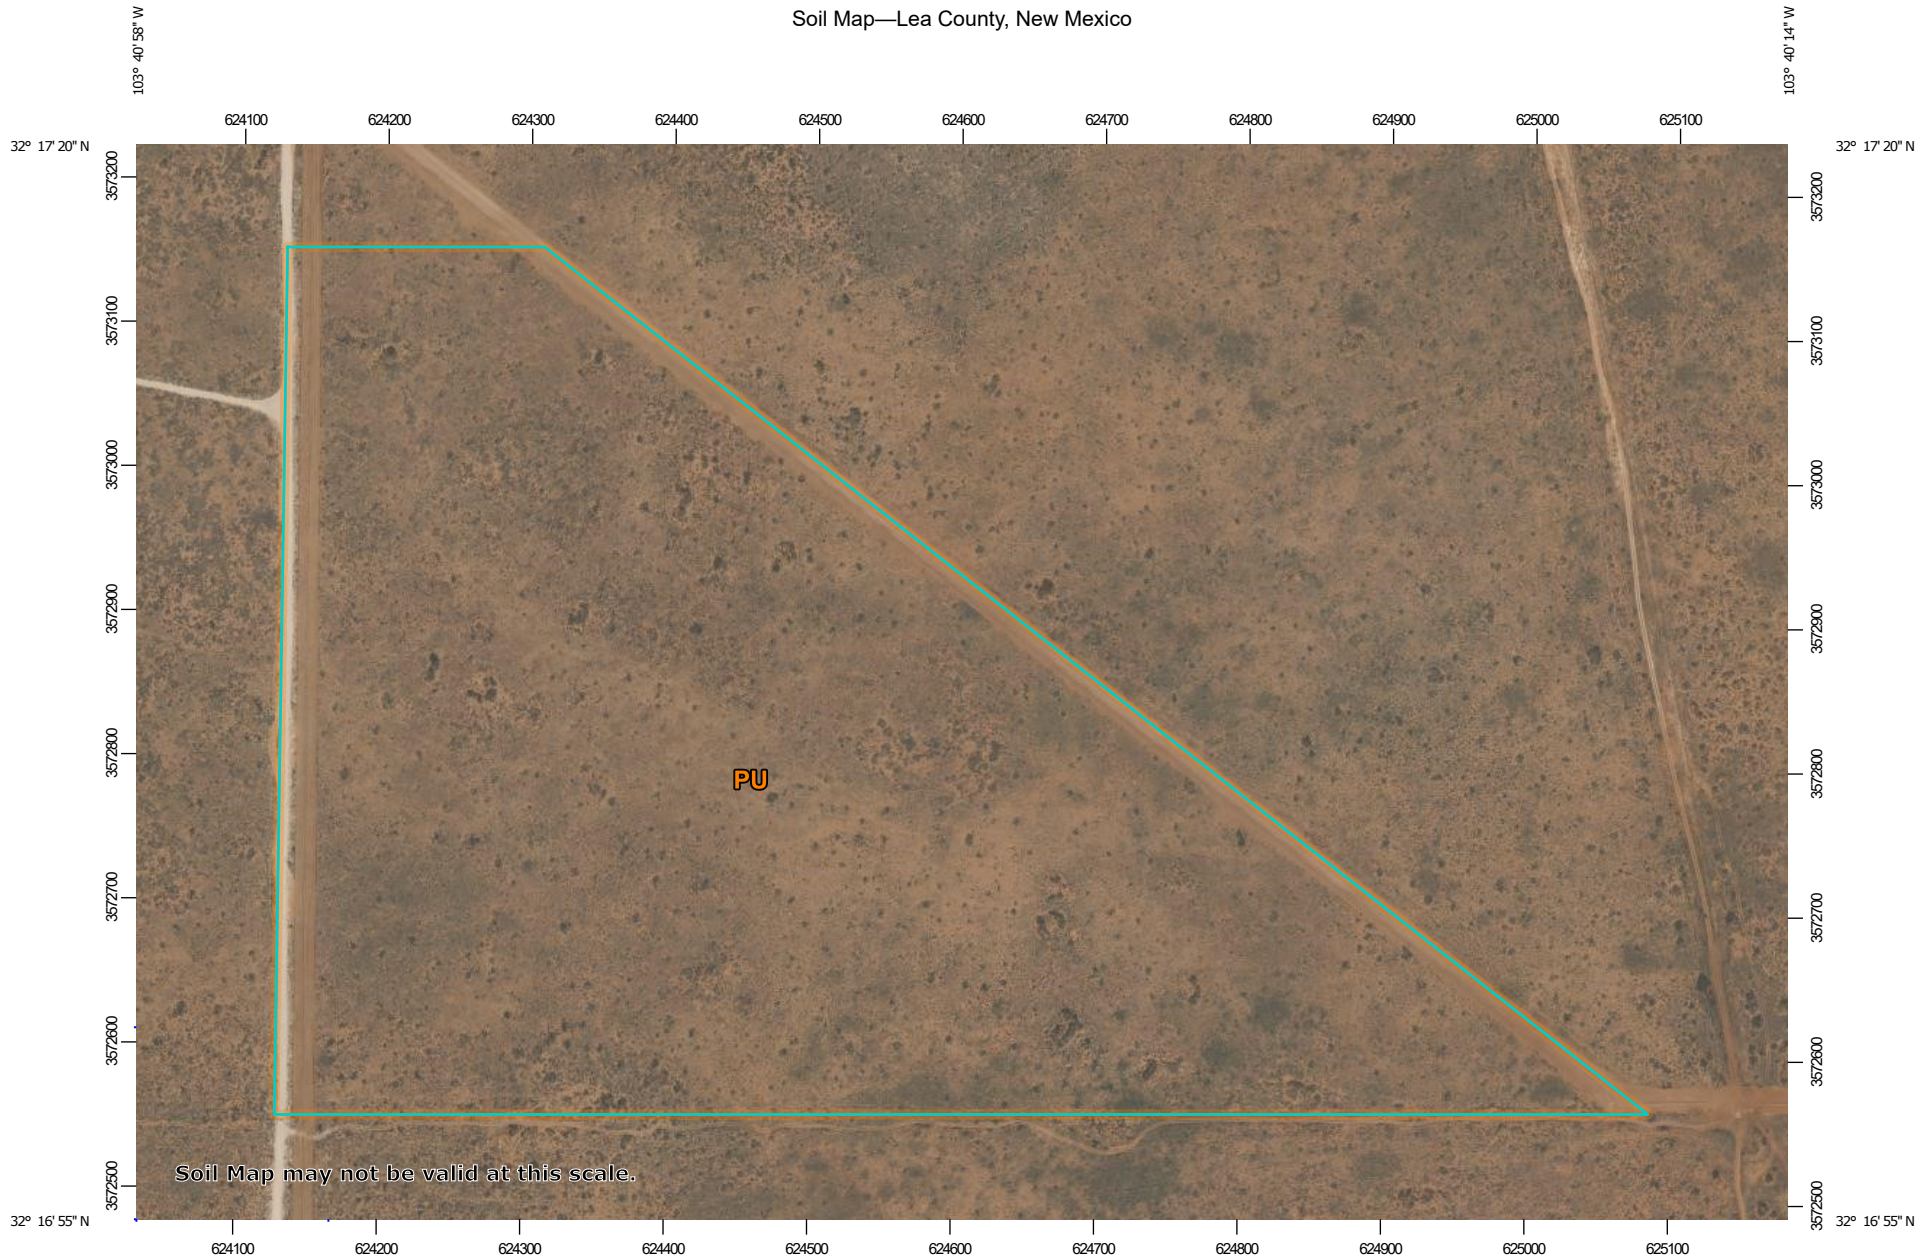 Soil Map—Lea County, New Mexico
103° 40' 58" W
103° 40' 14" W
624100 624200 624300 624400 624500 624600 624700 624800 624900 625000 625100
32° 17' 20" N
32° 17' 20" N
3573200
3573100
3573000
3572900
3572800
3572700
3572600
3572500
3573200
3573100
3573000
3572900
3572800
3572700
3572600
3572500
PU
Soil Map may not be valid at this scale.
32° 16' 55" N
32° 16' 55" N
624100 624200 624300 624400 624500 624600 624700 624800 624900 625000 625100